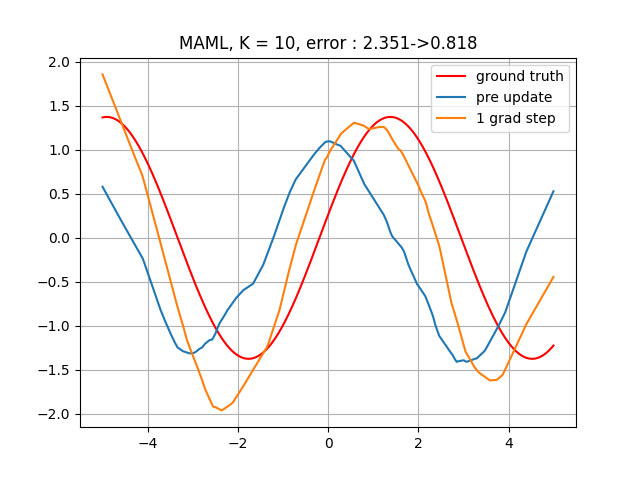 MAML, K = 10, error : 2.351->0.818
ground truth
pre update
1 grad step
2.0
1.5
1.0
0.5
0.0
−0.5
−1.0
−1.5
−2.0
−4 −2 0 2 4